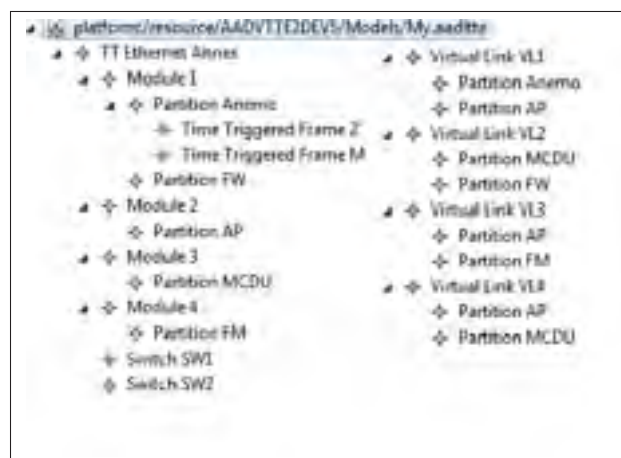 platform:/resource/AADVTTE2DEVS/Models/My.aadltte
TT Ethernet Annex
Module 1
Partition Anemo
Time Triggered Frame Z
Time Triggered Frame M
Partition FW
Module 2
Partition AP
Module 3
Partition MCDU
Module 4
Partition FM
Switch SW1
Switch SW2
Virtual Link VL1
Partition Anemo
Partition AP
Virtual Link VL2
Partition MCDU
Partition FW
Virtual Link VL3
Partition AP
Partition FM
Virtual Link VL4
Partition AP
Partition MCDU